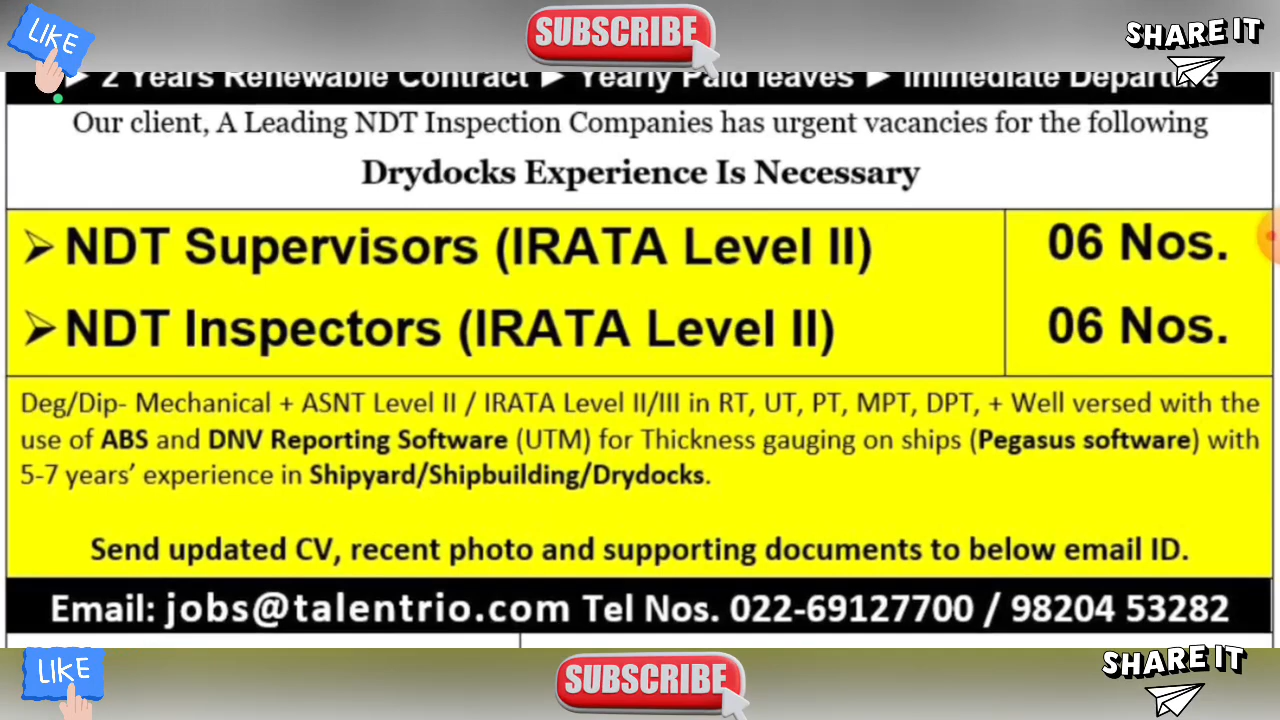 LIKE
SUBSCRIBE
SHARE IT
► 2 Years Renewable Contract ► Yearly Paid leaves ► Immediate Departure
Our client, A Leading NDT Inspection Companies has urgent vacancies for the following
Drydocks Experience Is Necessary
➢ NDT Supervisors (IRATA Level II) 06 Nos.
➢ NDT Inspectors (IRATA Level II) 06 Nos.
Deg/Dip- Mechanical + ASNT Level II / IRATA Level II/III in RT, UT, PT, MPT, DPT, + Well versed with the
use of ABS and DNV Reporting Software (UTM) for Thickness gauging on ships (Pegasus software) with
5-7 years’ experience in Shipyard/Shipbuilding/Drydocks.
Send updated CV, recent photo and supporting documents to below email ID.
Email: jobs@talentrio.com Tel Nos. 022-69127700 / 98204 53282
LIKE
SUBSCRIBE
SHARE IT